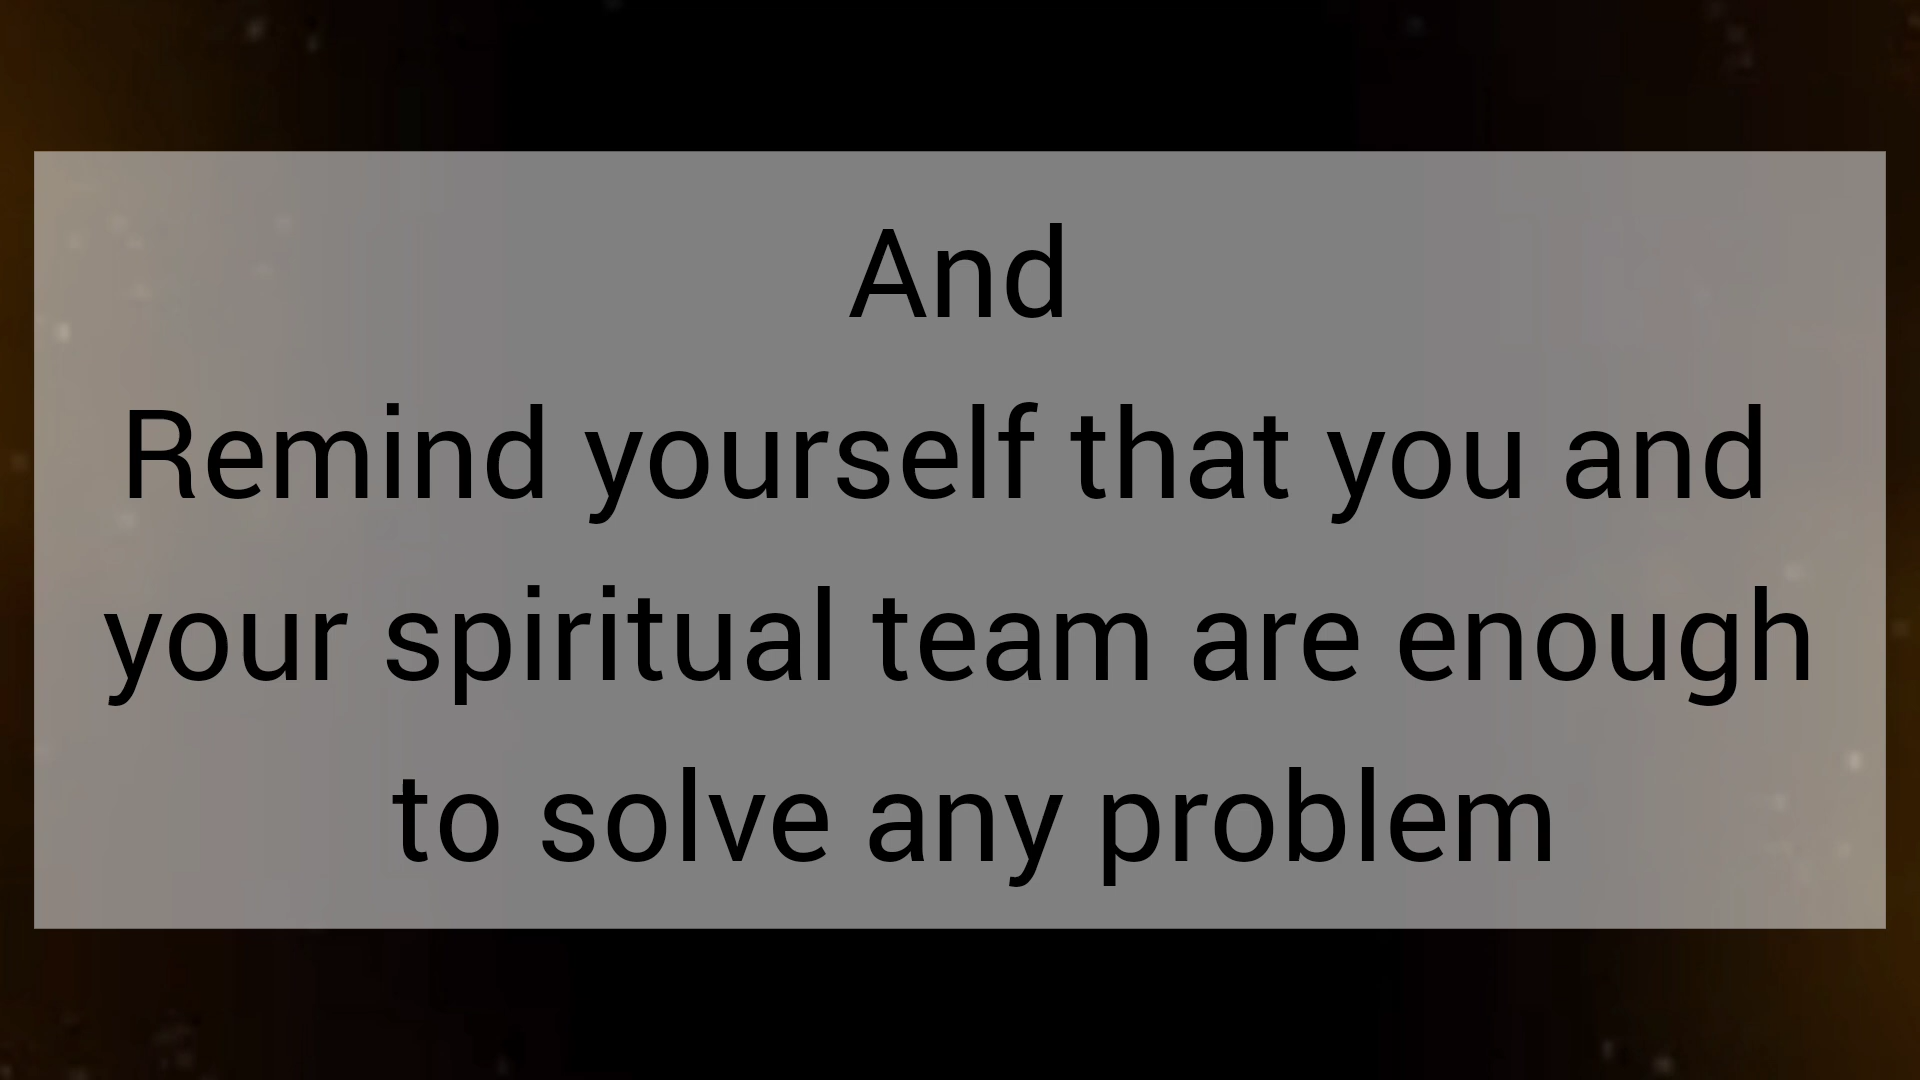 And
Remind yourself that you and
your spiritual team are enough
to solve any problem